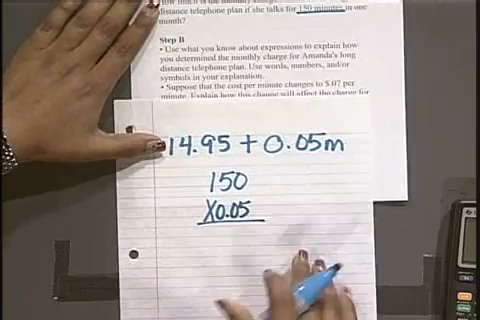 distance telephone plan if she talks for 150 minutes in one
month?
Step B
• Use what you know about expressions to explain how
you determined the monthly charge for Amanda's long
distance telephone plan. Use words, numbers, and/or
symbols in your explanation.
• Suppose that the cost per minute changes to $.07 per
minute. Explain how this change will affect the charge for
14.95 + 0.05m
150
X0.05